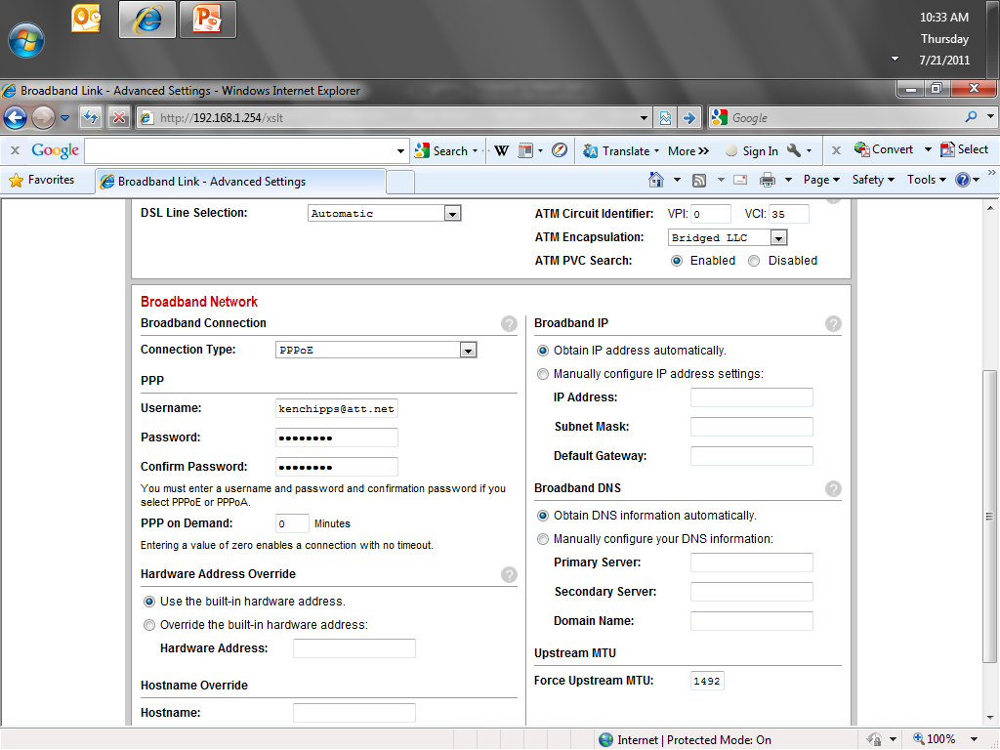 10:33 AM
Thursday
7/21/2011
Broadband Link - Advanced Settings - Windows Internet Explorer
http://192.168.1.254/xslt
Google
x Google Search W Translate More >> Sign In x Convert Select
Favorites Broadband Link - Advanced Settings Page Safety Tools
DSL Line Selection: Automatic
ATM Circuit Identifier: VPI: 0 VCI: 35
ATM Encapsulation: Bridged LLC
ATM PVC Search: Enabled Disabled
Broadband Network
Broadband Connection ?
Connection Type: PPPoE
PPP
Username: kenchipps@att.net
Password: ••••••••
Confirm Password: ••••••••
You must enter a username and password and confirmation password if you
select PPPoE or PPPoA.
PPP on Demand: 0 Minutes
Entering a value of zero enables a connection with no timeout.
Hardware Address Override ?
Use the built-in hardware address.
Override the built-in hardware address:
Hardware Address:
Hostname Override
Hostname:
Broadband IP ?
Obtain IP address automatically.
Manually configure IP address settings:
IP Address:
Subnet Mask:
Default Gateway:
Broadband DNS ?
Obtain DNS information automatically.
Manually configure your DNS information:
Primary Server:
Secondary Server:
Domain Name:
Upstream MTU
Force Upstream MTU: 1492
Internet | Protected Mode: On 100%